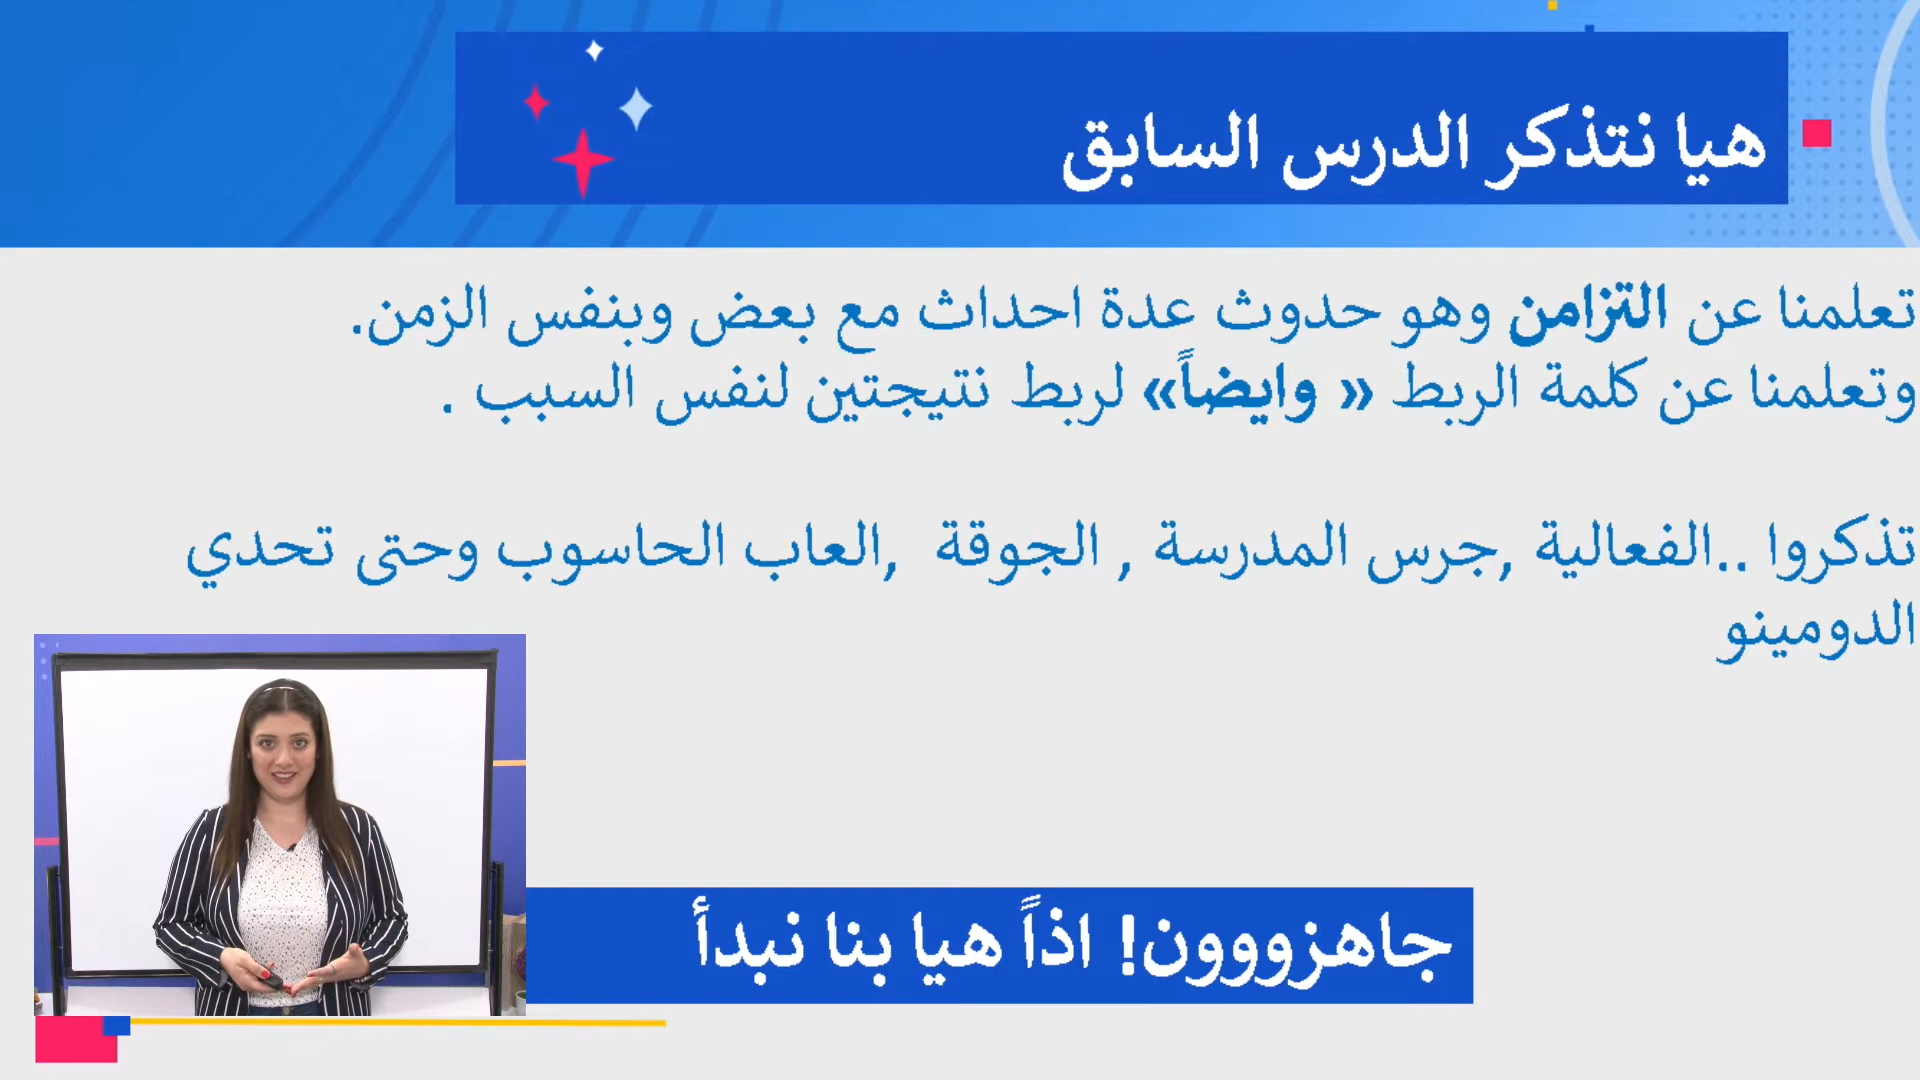 هيا نتذكر الدرس السابق
تعلمنا عن التزامن وهو حدوث عدة احداث مع بعض وبنفس الزمن.
وتعلمنا عن كلمة الربط « وايضاً» لربط نتيجتين لنفس السبب .
تذكروا ..الفعالية ,جرس المدرسة , الجوقة ,العاب الحاسوب وحتى تحدي
الدومينو
جاهزوووون! اذاً هيا بنا نبدأ